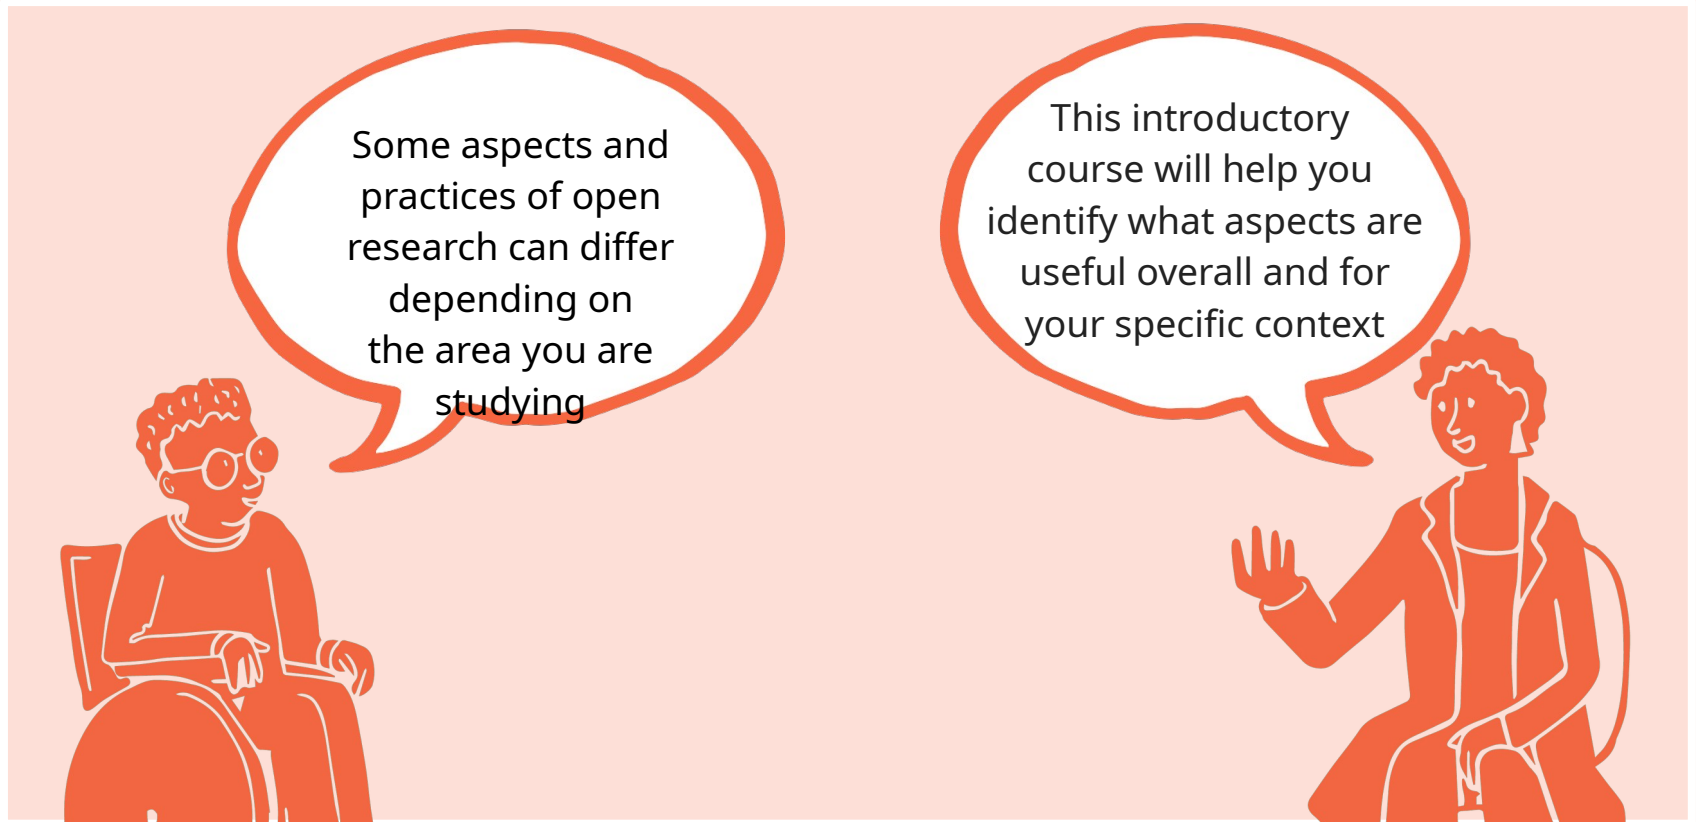 Some aspects and
practices of open
research can differ
depending on
the area you are
studying
This introductory
course will help you
identify what aspects are
useful overall and for
your specific context